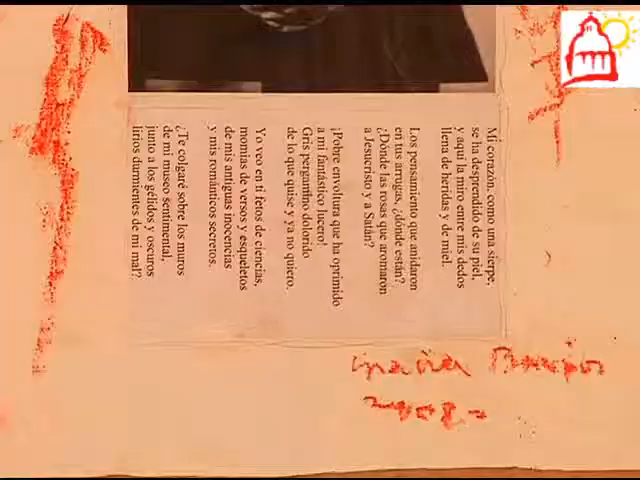 Mi corazón, como una sierpe,
se ha desprendido de su piel,
y aquí la miro entre mis dedos
llena de heridas y de miel.
Los pensamiento que anidaron
en tus arrugas, ¿dónde están?
¿Dónde las rosas que aromaron
a Jesucristo y a Satán?
¡Pobre envoltura que ha oprimido
a mi fantástico lucero!
Gris pergamino dolorido
de lo que quise y ya no quiero.
Yo veo en ti fetos de ciencias,
momias de versos y esqueletos
de mis antiguas inocencias
y mis románticos secretos.
¿Te colgaré sobre los muros
de mi museo sentimental,
junto a los gélidos y oscuros
lirios durmientes de mi mal?